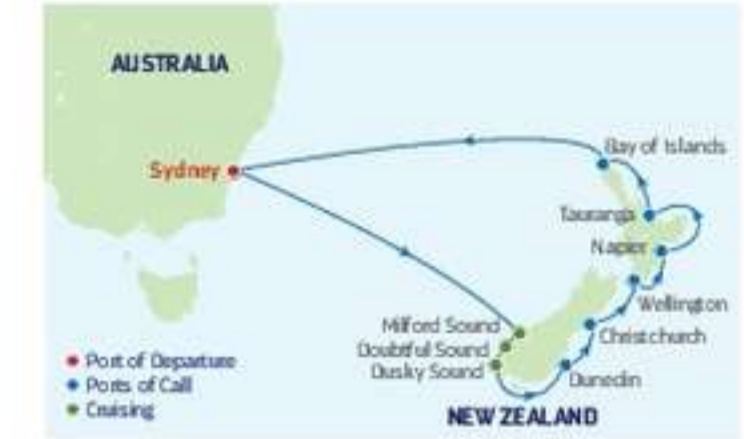 AUSTRALIA
Sydney
Bay of Islands
Tauranga
Napier
Wellington
Milford Sound
Christchurch
Doubtful Sound
Dusky Sound
Dunedin
Port of Departure
Ports of Call
Cruising
NEW ZEALAND